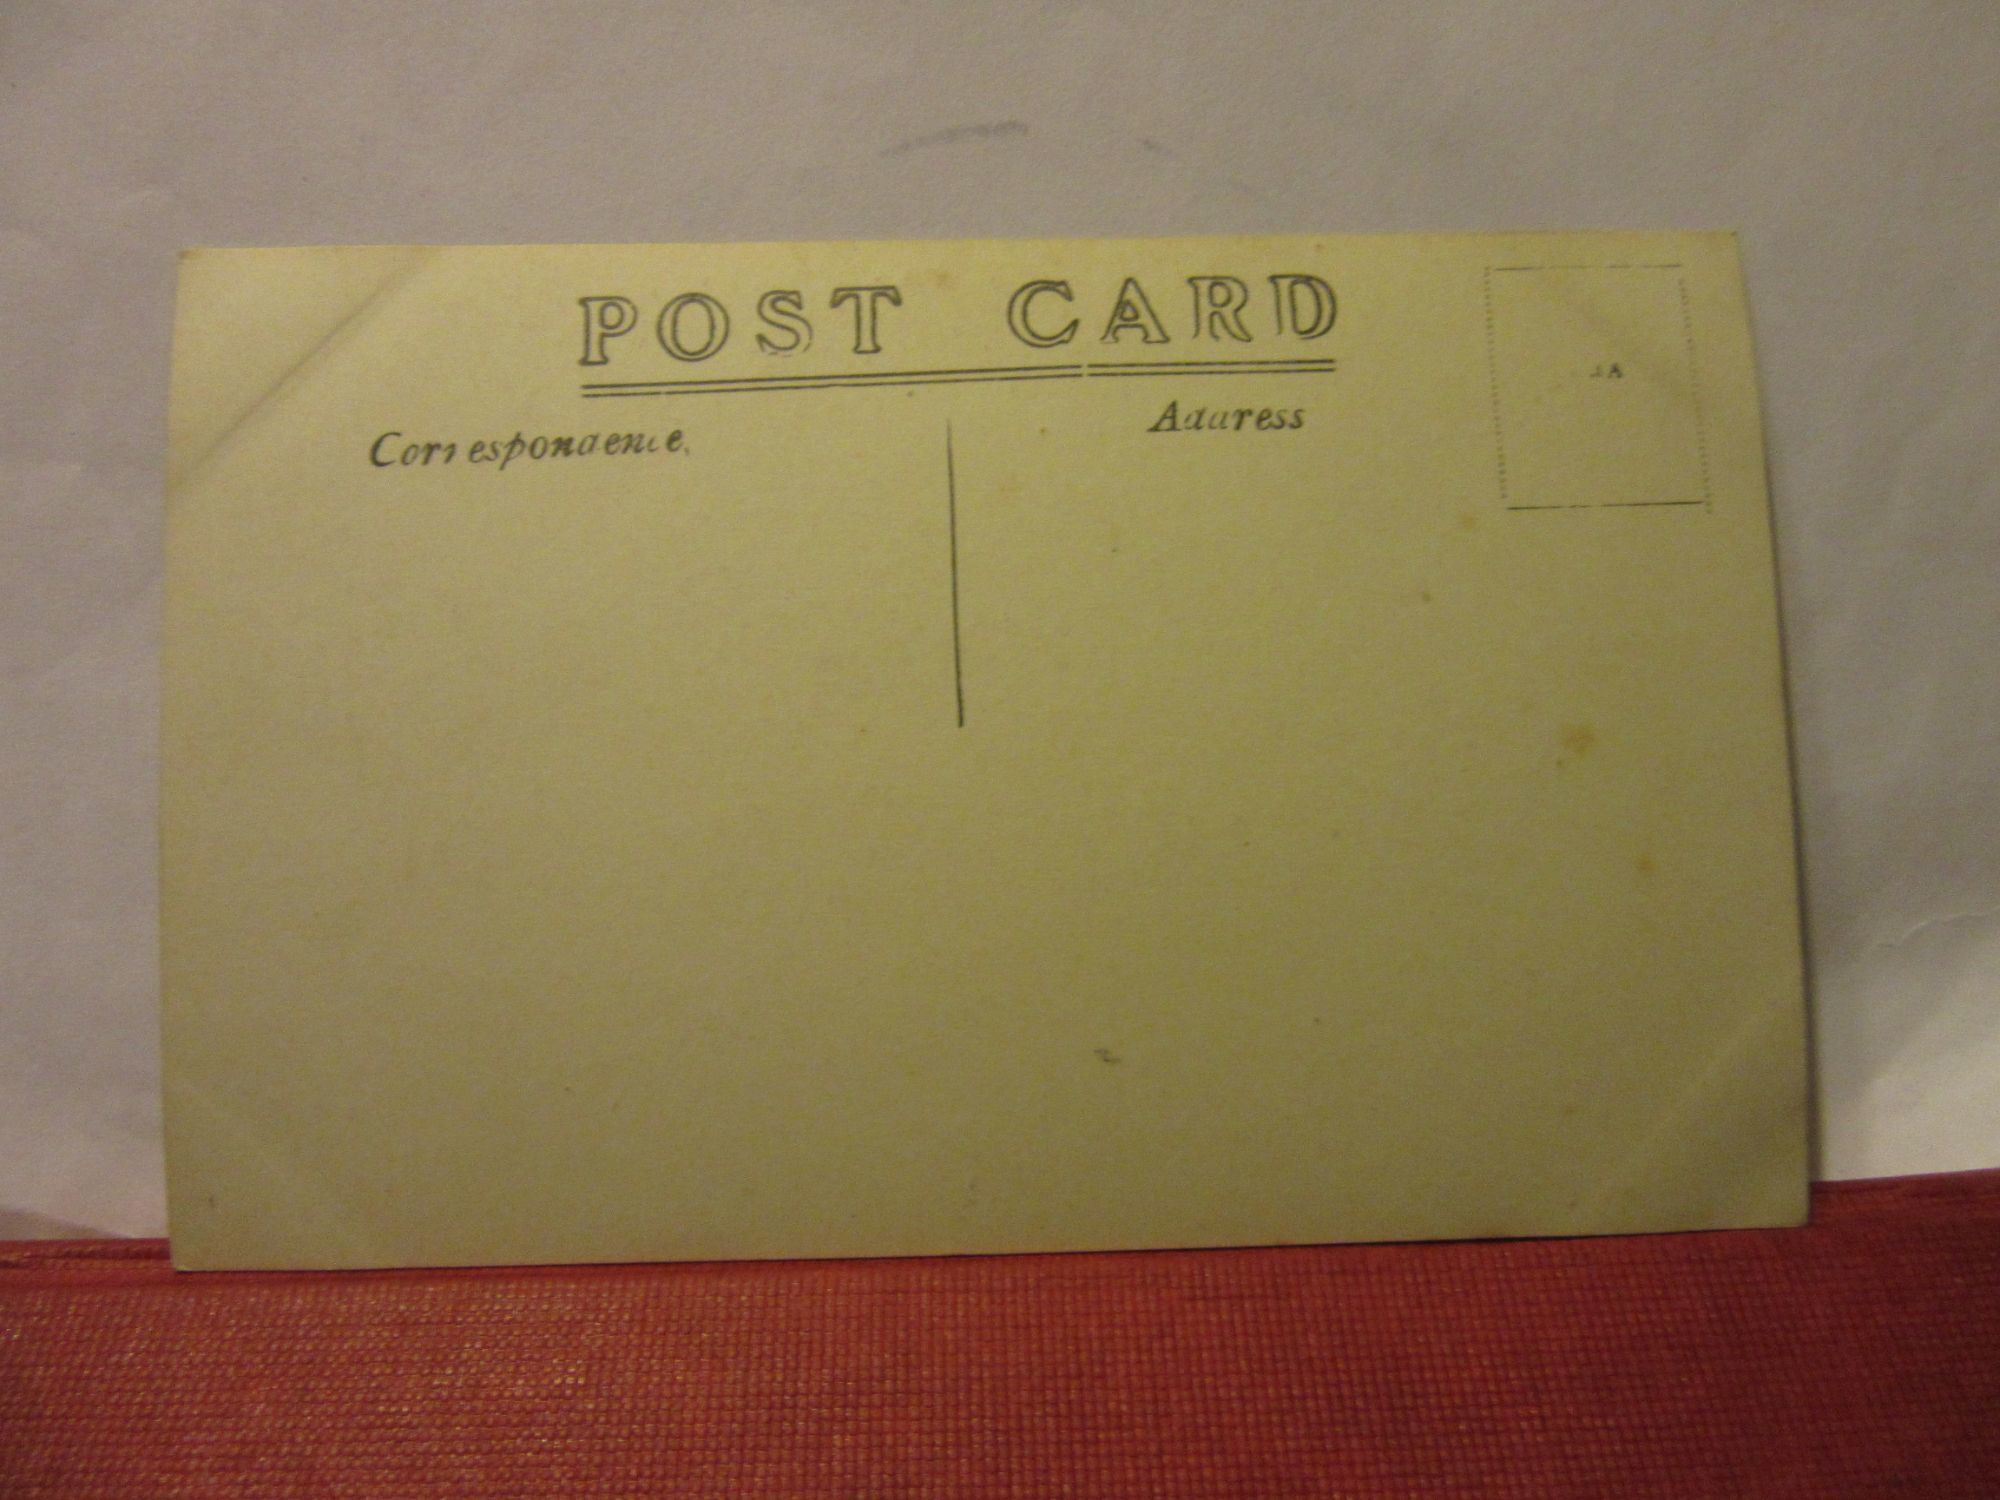 POST CARD
Correspondence.
Address